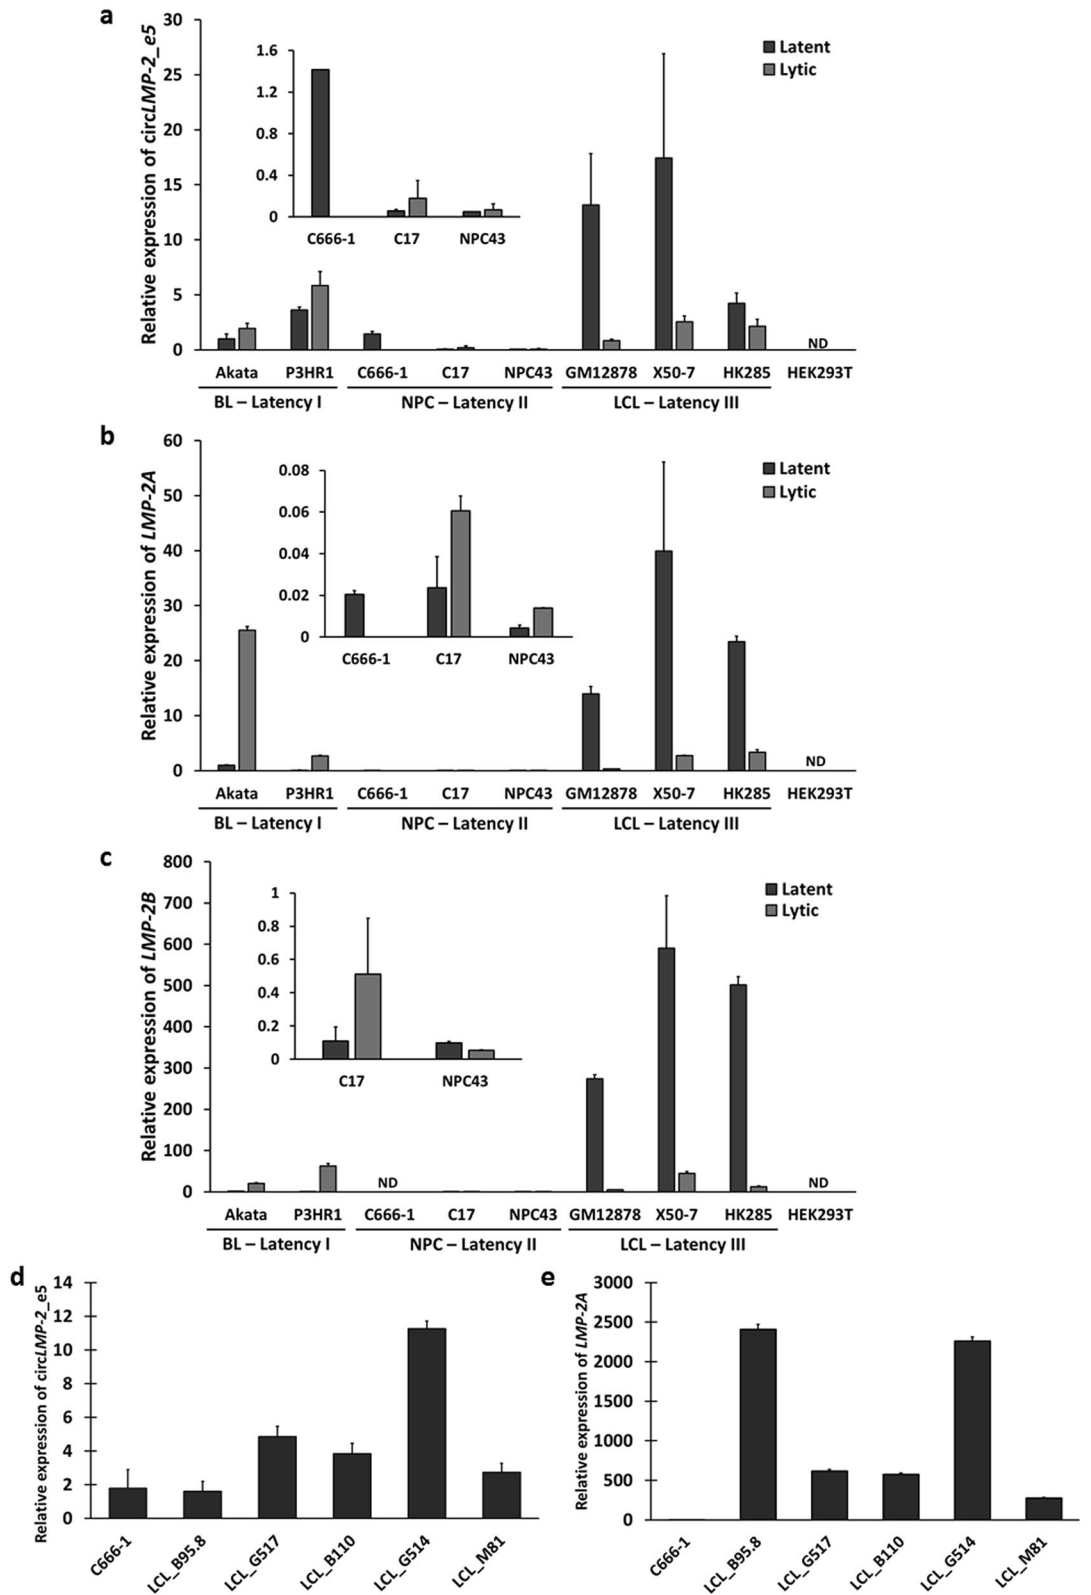 a
Relative expression of circLMP-2_e5
30
25
20
15
10
5
0
1.6
1.2
0.8
0.4
0
C666-1 C17 NPC43
Latent
Lytic
ND
Akata P3HR1 C666-1 C17 NPC43 GM12878 X50-7 HK285 HEK293T
BL – Latency I NPC – Latency II LCL – Latency III
b
Relative expression of LMP-2A
60
50
40
30
20
10
0
0.08
0.06
0.04
0.02
0
C666-1 C17 NPC43
Latent
Lytic
ND
Akata P3HR1 C666-1 C17 NPC43 GM12878 X50-7 HK285 HEK293T
BL – Latency I NPC – Latency II LCL – Latency III
c
Relative expression of LMP-2B
800
700
600
500
400
300
200
100
0
1
0.8
0.6
0.4
0.2
0
C17 NPC43
Latent
Lytic
ND ND
Akata P3HR1 C666-1 C17 NPC43 GM12878 X50-7 HK285 HEK293T
BL – Latency I NPC – Latency II LCL – Latency III
d
Relative expression of circLMP-2_e5
14
12
10
8
6
4
2
0
C666-1 LCL_B95.8 LCL_G517 LCL_B110 LCL_G514 LCL_M81
e
Relative expression of LMP-2A
3000
2500
2000
1500
1000
500
0
C666-1 LCL_B95.8 LCL_G517 LCL_B110 LCL_G514 LCL_M81